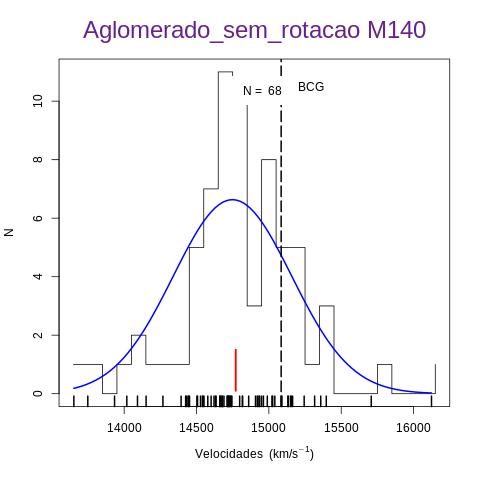 Aglomerado_sem_rotacao M140
N = 68
BCG
N
0
2
4
6
8
10
14000 14500 15000 15500 16000
Velocidades (km/s⁻¹)